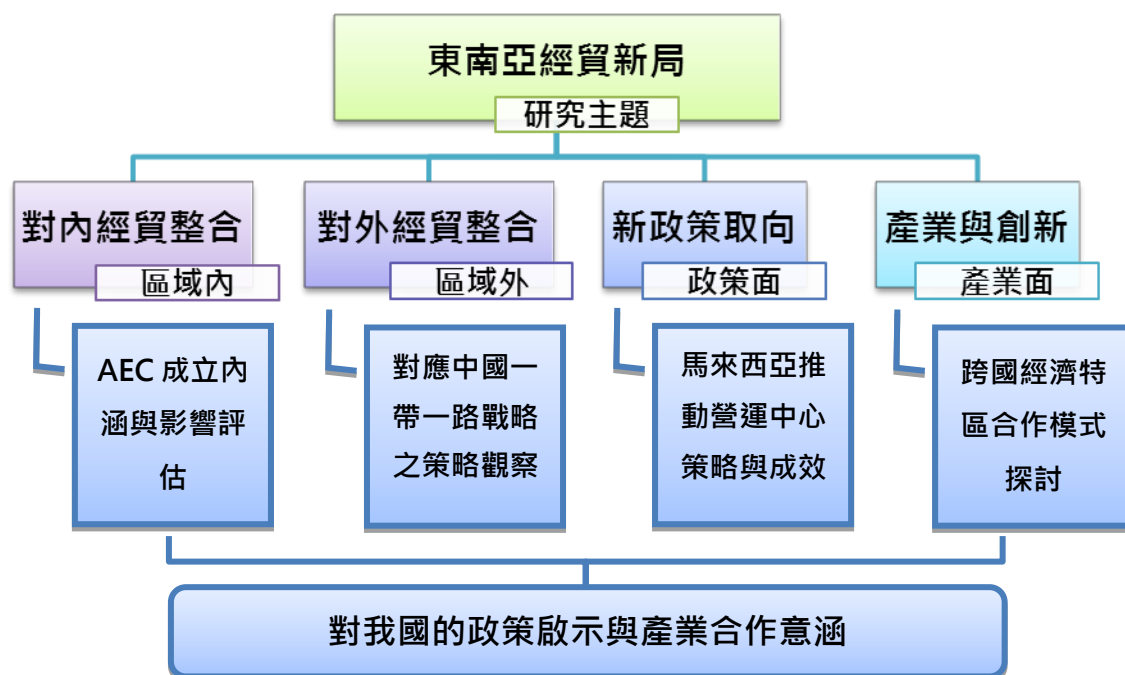 東南亞經貿新局
研究主題
對內經貿整合
區域內
對外經貿整合
區域外
新政策取向
政策面
產業與創新
產業面
AEC 成立內
涵與影響評
估
對應中國一
帶一路戰略
之策略觀察
馬來西亞推
動營運中心
策略與成效
跨國經濟特
區合作模式
探討
對我國的政策啟示與產業合作意涵